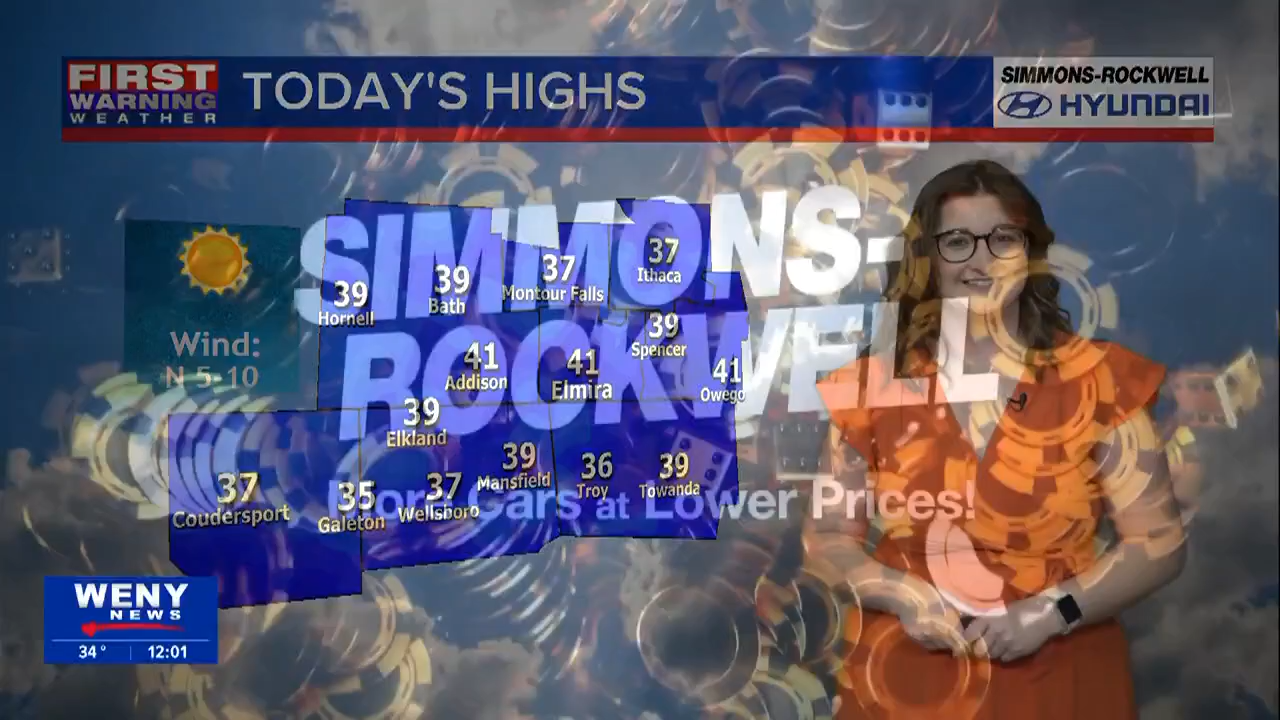 FIRST
WARNING
WEATHER
TODAY'S HIGHS
SIMMONS-ROCKWELL
HYUNDAI
SIMMONS-
ROCKWELL
More Cars at Lower Prices!
Wind:
N 5-10
39
Hornell
39
Bath
37
Montour Falls
37
Ithaca
39
Spencer
41
Addison
41
Elmira
41
Owego
39
Elkland
37
Coudersport
35
Galeton
37
Wellsboro
39
Mansfield
36
Troy
39
Towanda
WENY
NEWS
34° | 12:01